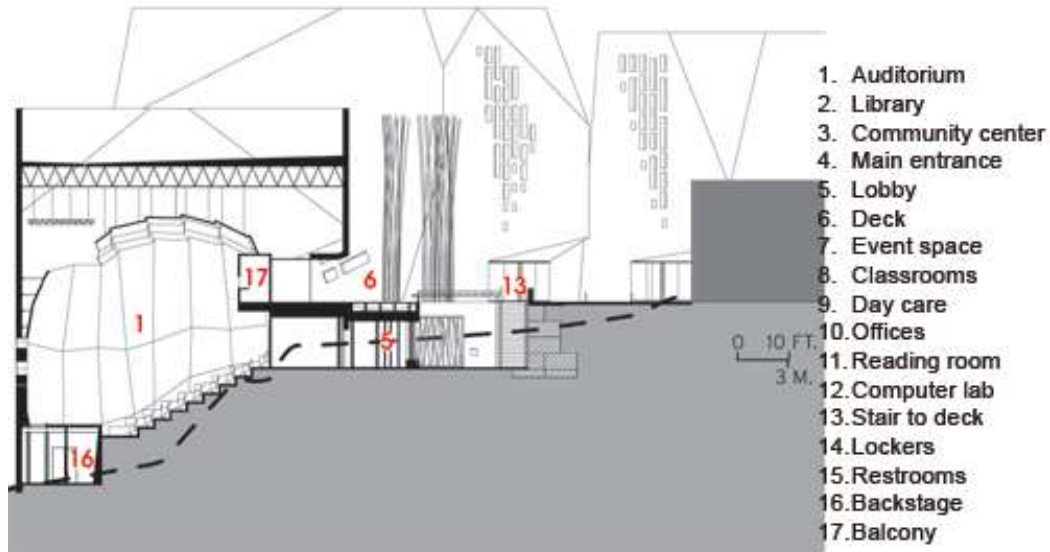 1. Auditorium
2. Library
3. Community center
4. Main entrance
5. Lobby
6. Deck
7. Event space
8. Classrooms
9. Day care
10. Offices
11. Reading room
12. Computer lab
13. Stair to deck
14. Lockers
15. Restrooms
16. Backstage
17. Balcony
17
6
13
1
5
0 10 FT.
3 M.
16